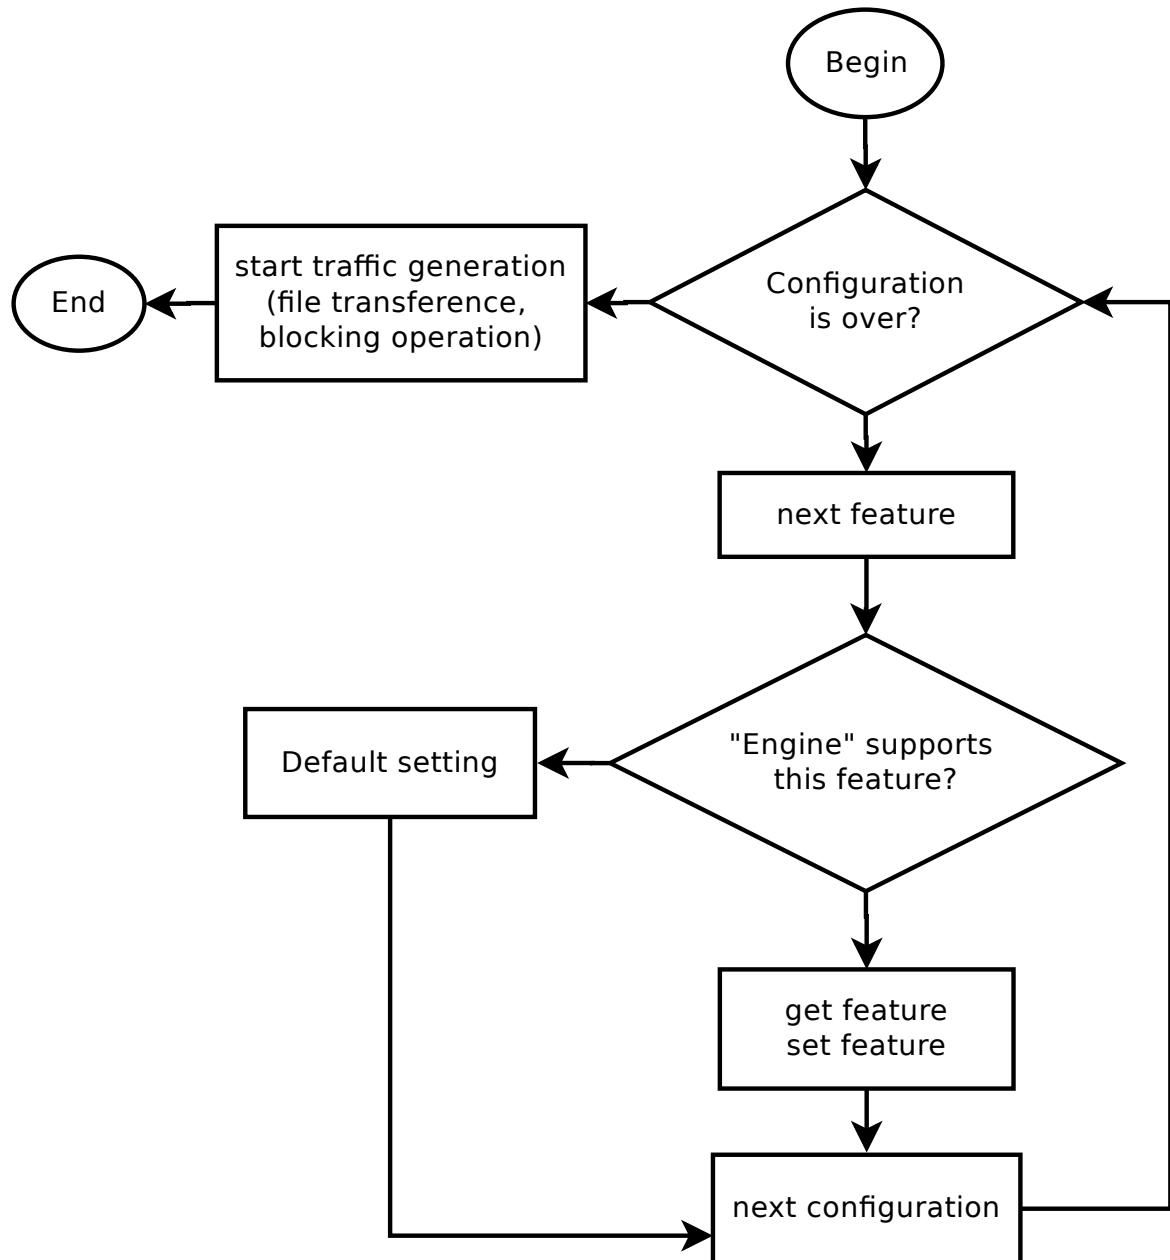 Begin
Configuration
is over?
start traffic generation
(file transference,
blocking operation)
End
next feature
"Engine" supports
this feature?
Default setting
get feature
set feature
next configuration